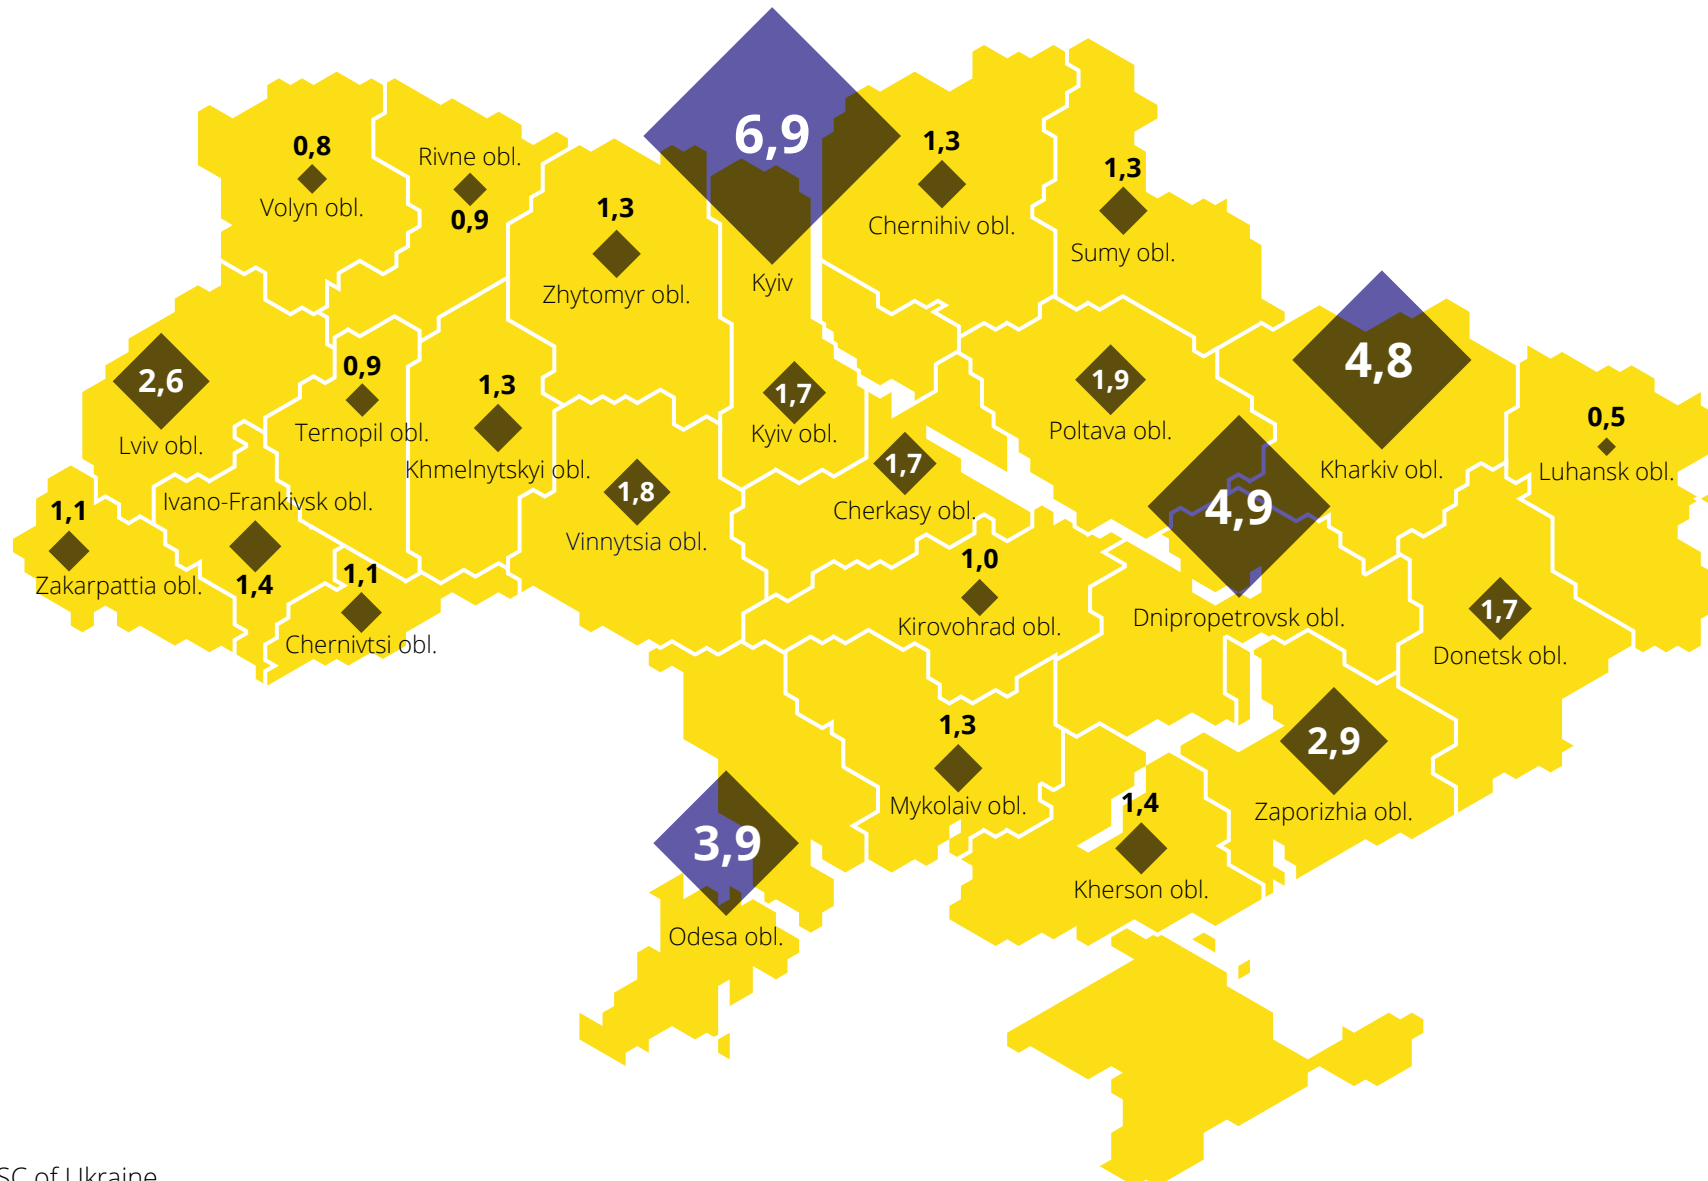 6,9
Kyiv
0,8
Volyn obl.
Rivne obl.
0,9
1,3
Zhytomyr obl.
1,3
Chernihiv obl.
1,3
Sumy obl.
2,6
Lviv obl.
0,9
Ternopil obl.
1,3
Khmelnytskyi obl.
1,7
Kyiv obl.
1,9
Poltava obl.
4,8
Kharkiv obl.
0,5
Luhansk obl.
1,1
Zakarpattia obl.
Ivano-Frankivsk obl.
1,4
1,1
Chernivtsi obl.
1,8
Vinnytsia obl.
1,7
Cherkasy obl.
4,9
Dnipropetrovsk obl.
1,0
Kirovohrad obl.
1,7
Donetsk obl.
3,9
Odesa obl.
1,3
Mykolaiv obl.
1,4
Kherson obl.
2,9
Zaporizhia obl.
SC of Ukraine